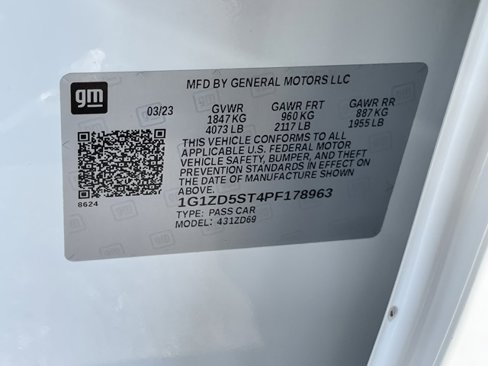 gm
MFD BY GENERAL MOTORS LLC
03/23 GVWR GAWR FRT GAWR RR
1847 KG 960 KG 887 KG
4073 LB 2117 LB 1955 LB
THIS VEHICLE CONFORMS TO ALL
APPLICABLE U.S. FEDERAL MOTOR
VEHICLE SAFETY, BUMPER, AND THEFT
PREVENTION STANDARDS IN EFFECT ON
THE DATE OF MANUFACTURE SHOWN
ABOVE.
8624
1G1ZD5ST4PF178963
TYPE: PASS CAR
MODEL: 431ZD69